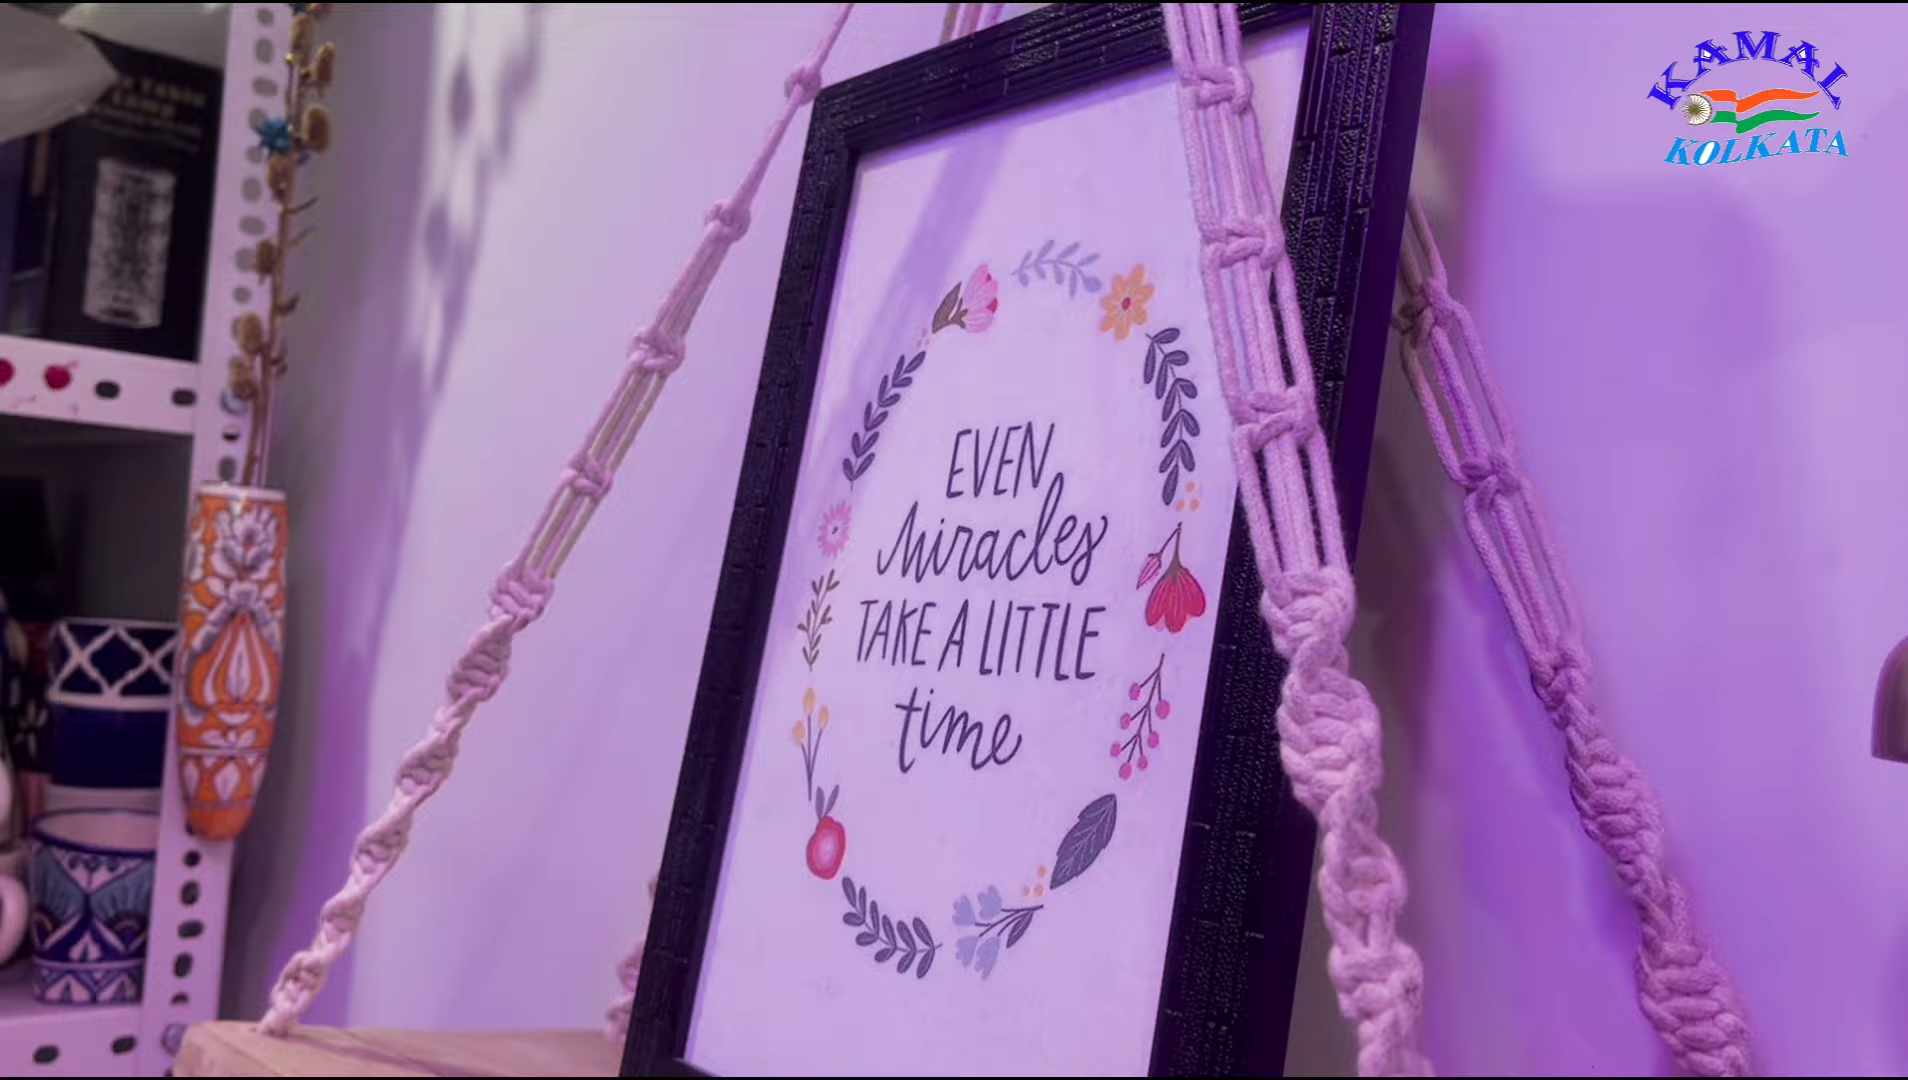 KAMAL
KOLKATA
EVEN
Miracles
TAKE A LITTLE
time